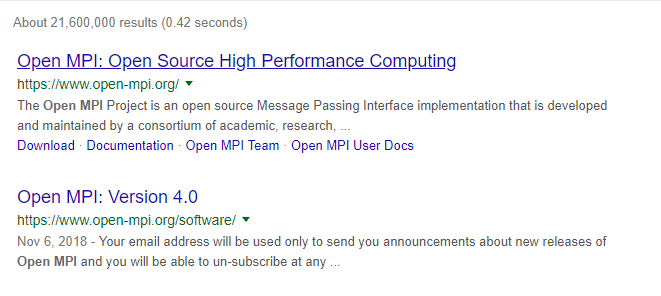 About 21,600,000 results (0.42 seconds)
Open MPI: Open Source High Performance Computing
https://www.open-mpi.org/
The Open MPI Project is an open source Message Passing Interface implementation that is developed
and maintained by a consortium of academic, research, ...
Download · Documentation · Open MPI Team · Open MPI User Docs
Open MPI: Version 4.0
https://www.open-mpi.org/software/
Nov 6, 2018 - Your email address will be used only to send you announcements about new releases of
Open MPI and you will be able to un-subscribe at any ...